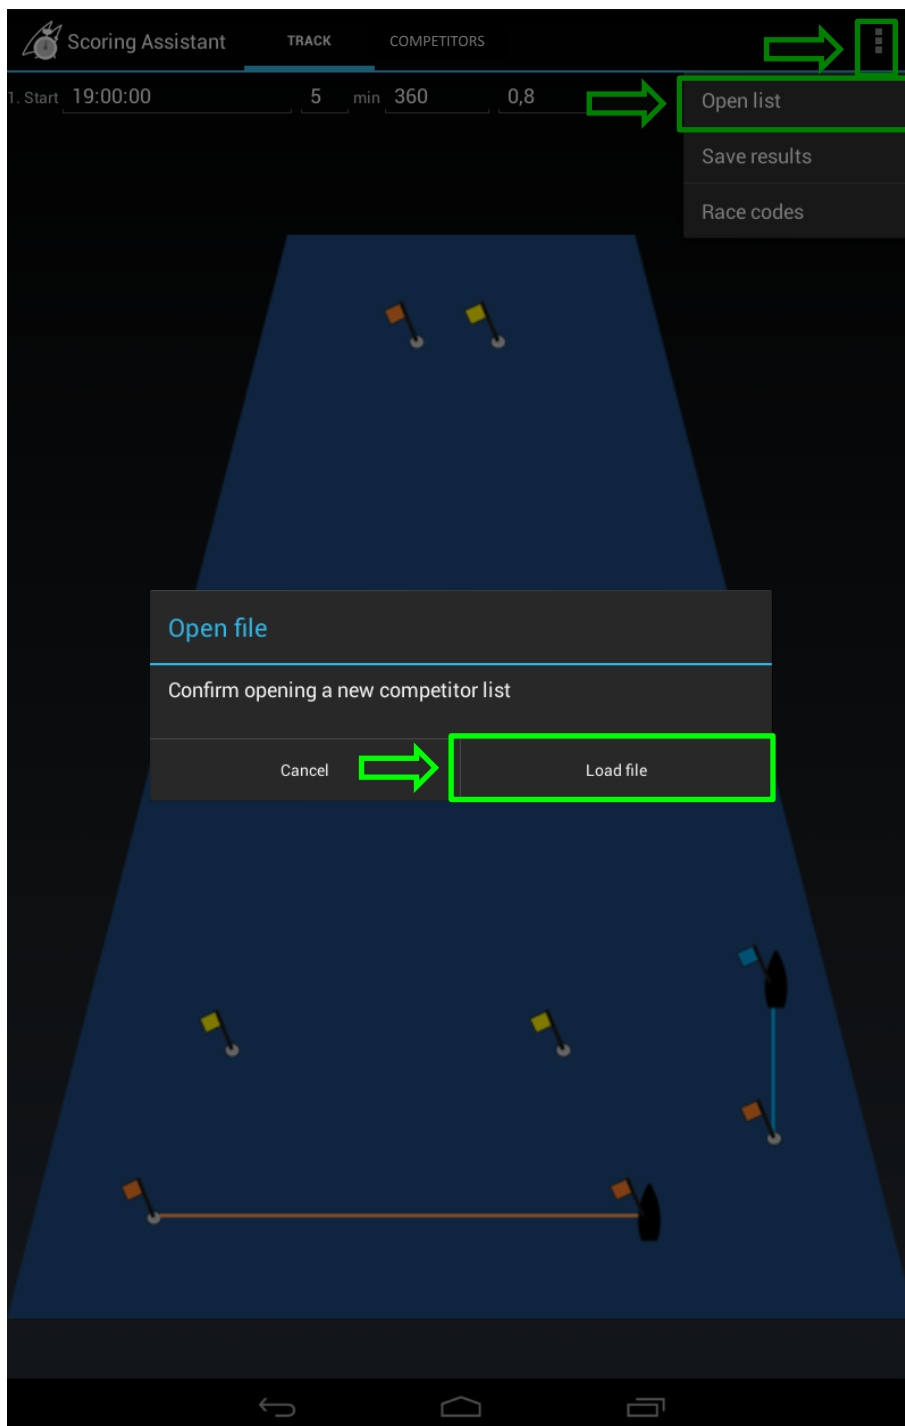 Scoring Assistant TRACK COMPETITORS
1. Start 19:00:00 5 min 360 0,8
Open list
Save results
Race codes
Open file
Confirm opening a new competitor list
Cancel Load file